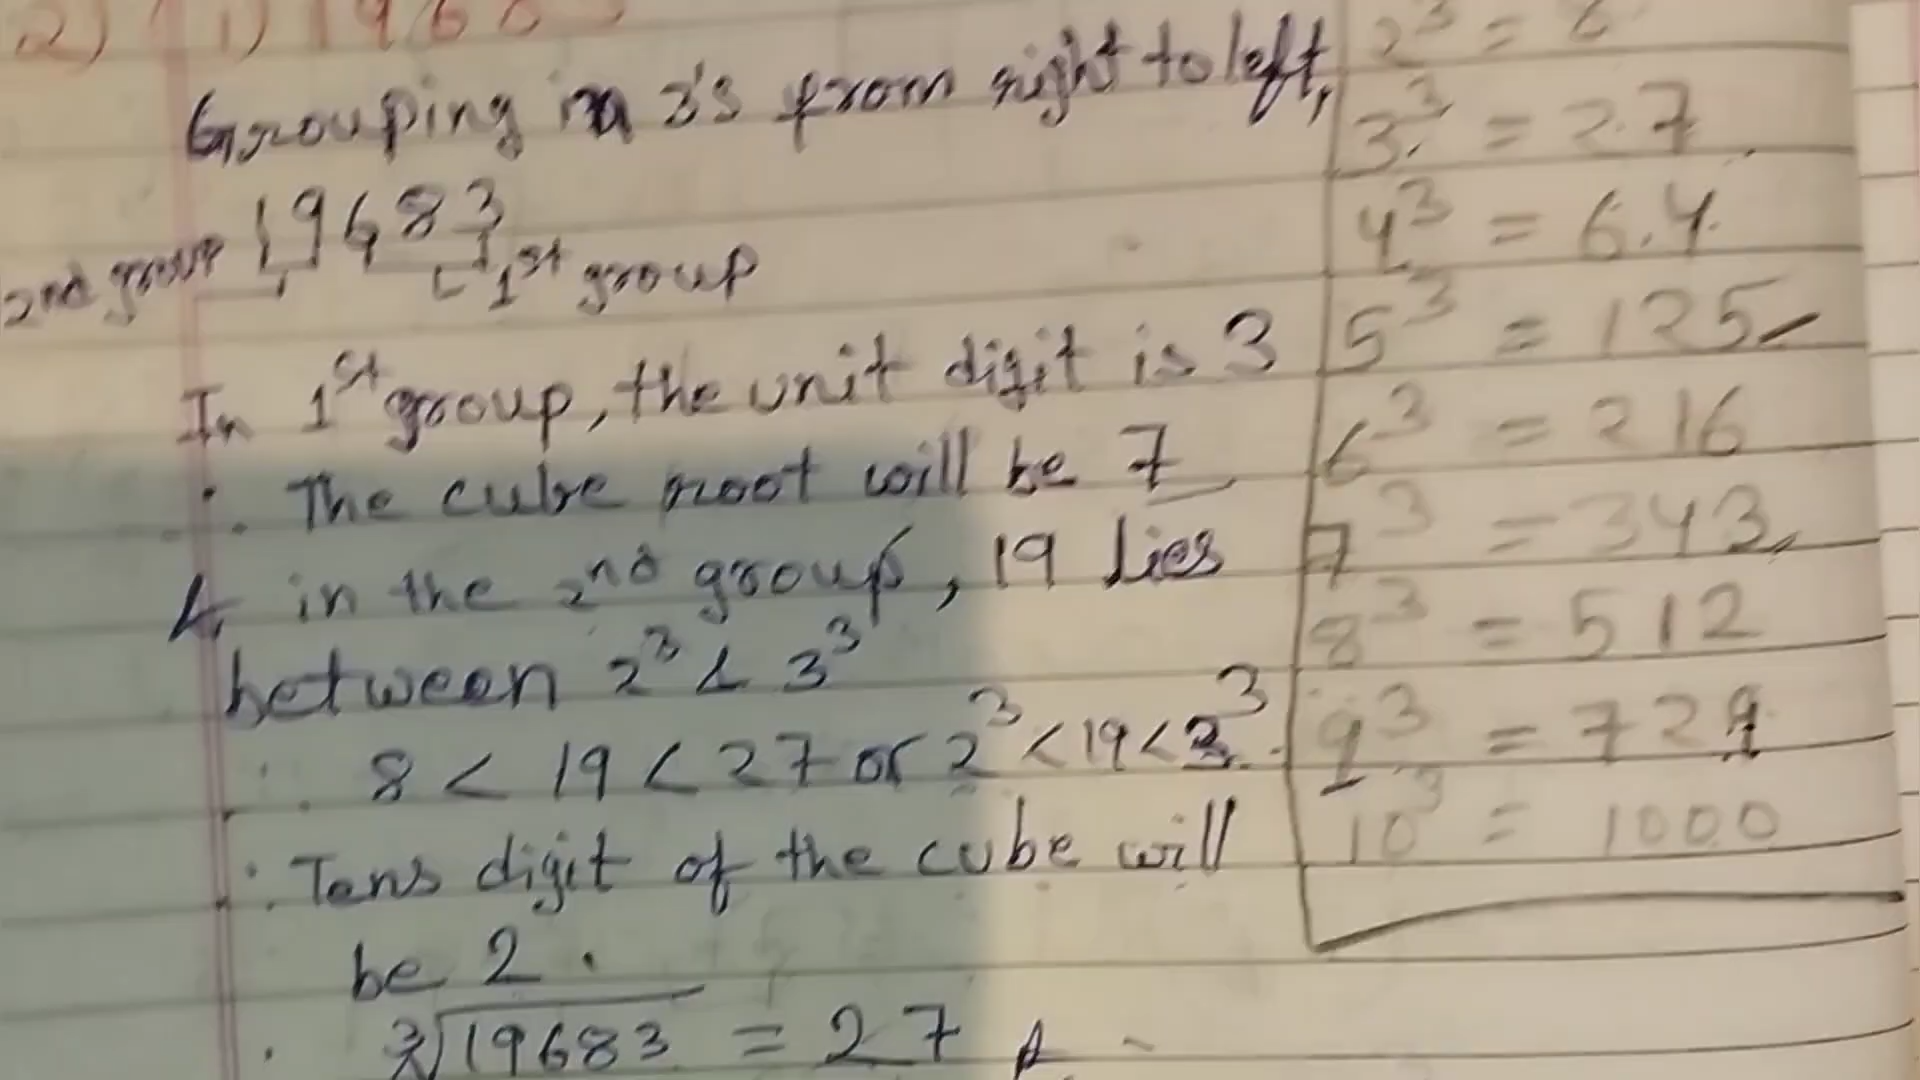 2) (i) 19683
Grouping in 3's from right to left,
19683
2nd group
1st group
In 1st group, the unit digit is 3
∴ The cube root will be 7
& in the 2nd group, 19 lies
between 2³ & 3³
8 < 19 < 27 or 2³ < 19 < 3³
∴ Tens digit of the cube will
be 2.
∴ ∛19683 = 27
2³ = 8
3³ = 27
4³ = 64
5³ = 125
6³ = 216
7³ = 343
8³ = 512
9³ = 729
10³ = 1000